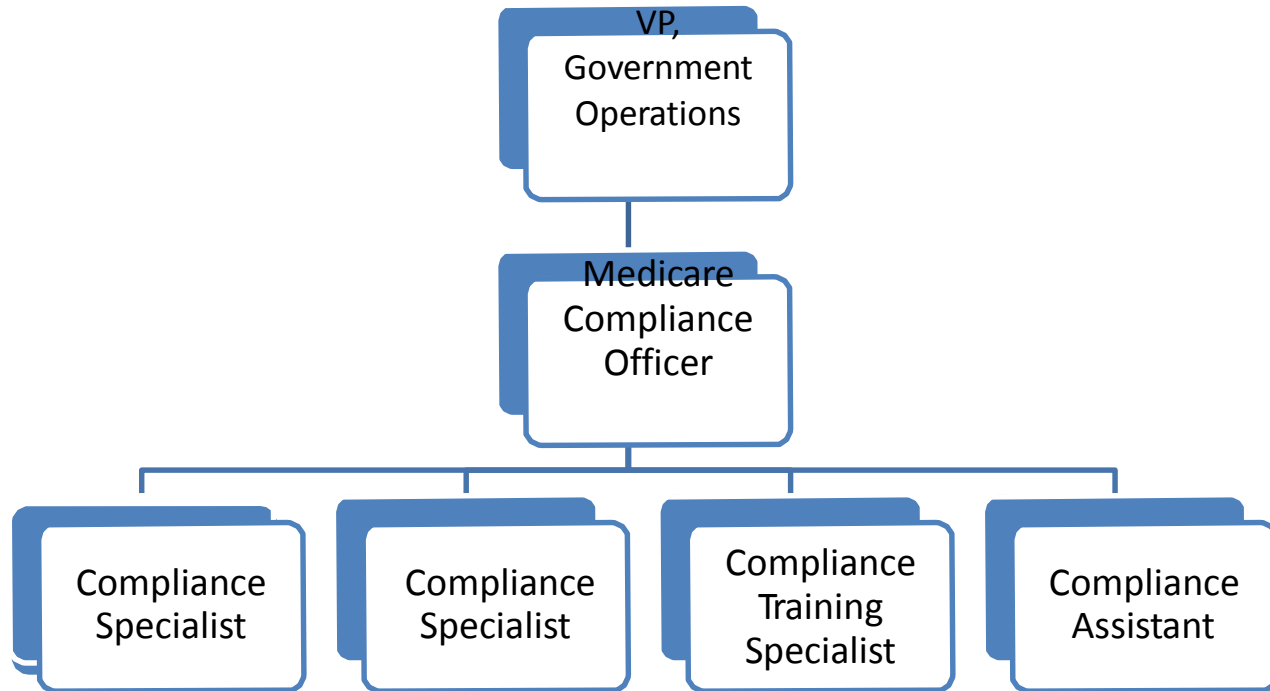 VP,
Government
Operations
Medicare
Compliance
Officer
Compliance
Specialist
Compliance
Specialist
Compliance
Training
Specialist
Compliance
Assistant